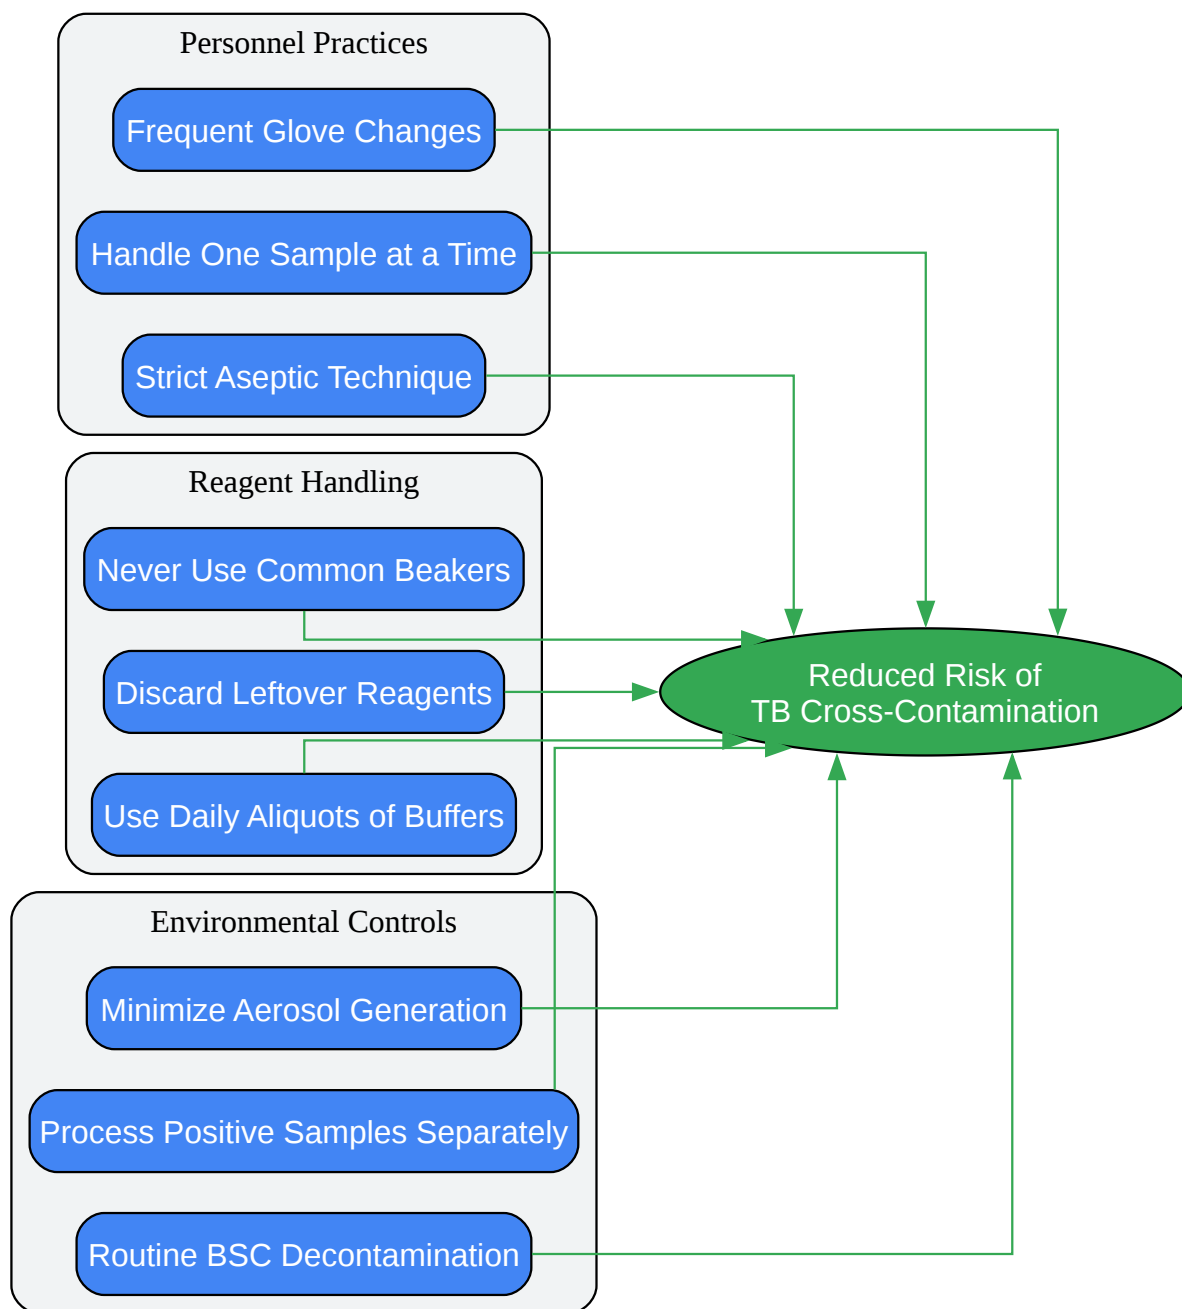 Personnel Practices
Frequent Glove Changes
Handle One Sample at a Time
Strict Aseptic Technique
Reagent Handling
Never Use Common Beakers
Discard Leftover Reagents
Use Daily Aliquots of Buffers
Reduced Risk of
TB Cross-Contamination
Environmental Controls
Minimize Aerosol Generation
Process Positive Samples Separately
Routine BSC Decontamination